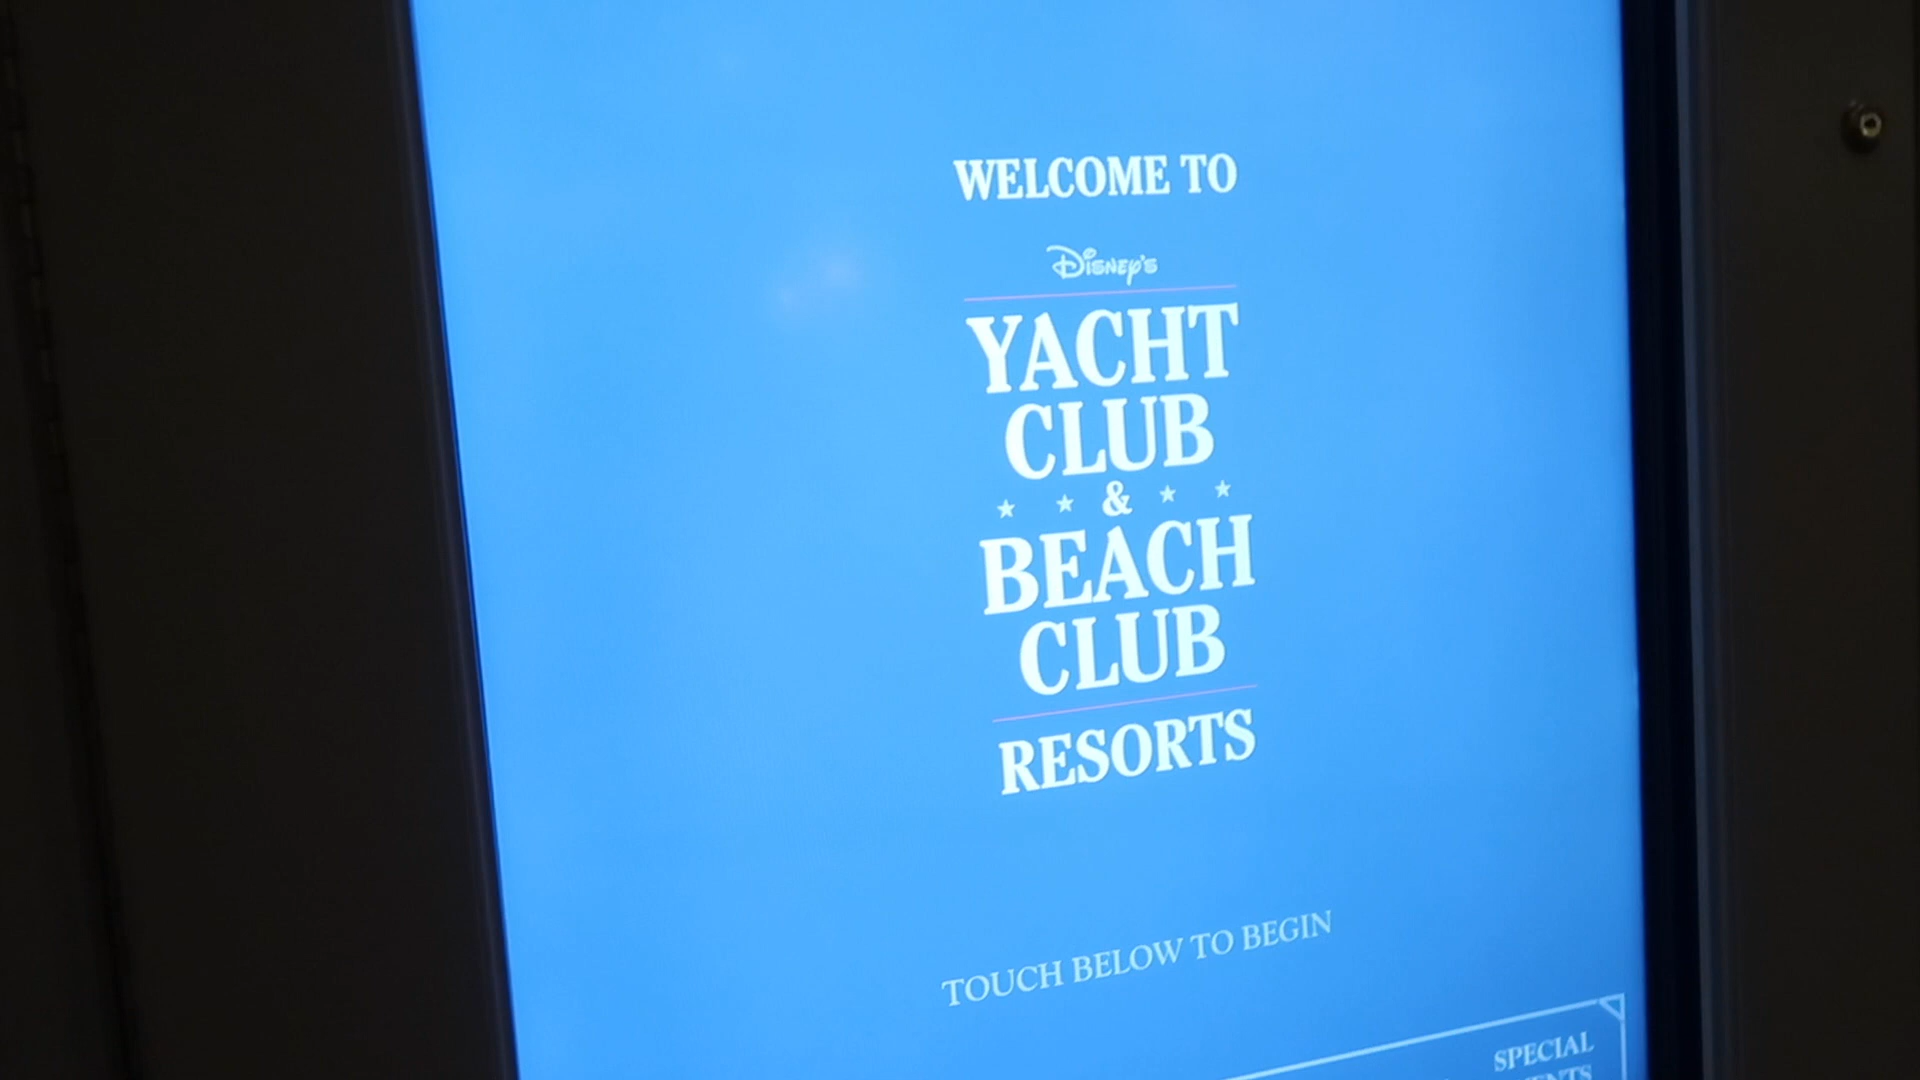 WELCOME TO
Disney's
YACHT
CLUB
&
BEACH
CLUB
RESORTS
TOUCH BELOW TO BEGIN
SPECIAL